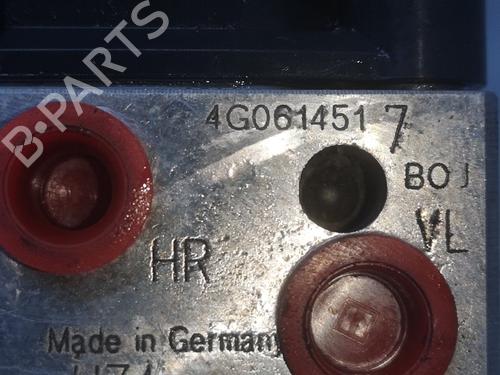 B-PARTS
4G0614517
BOJ
HR
VL
Made in Germany